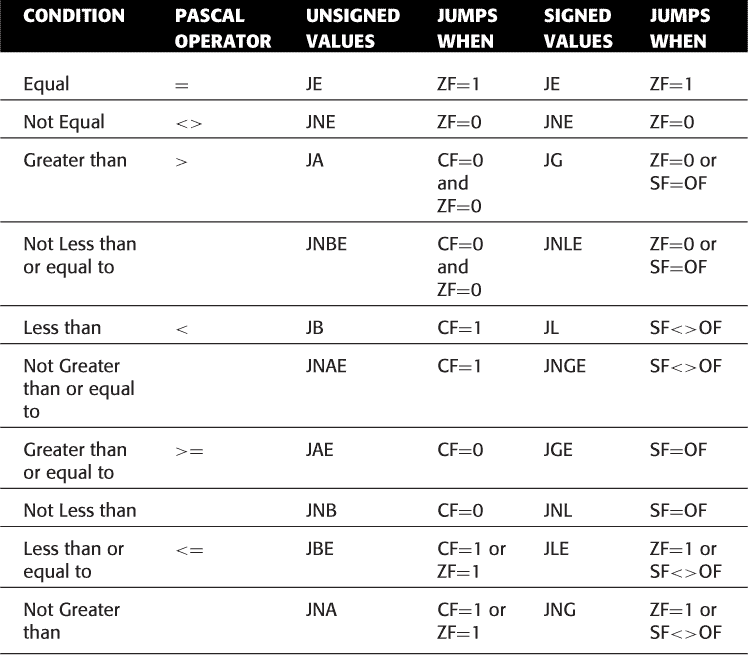 CONDITION PASCAL OPERATOR UNSIGNED VALUES JUMPS WHEN SIGNED VALUES JUMPS WHEN
Equal = JE ZF=1 JE ZF=1
Not Equal <> JNE ZF=0 JNE ZF=0
Greater than > JA CF=0 and ZF=0 JG ZF=0 or SF=OF
Not Less than or equal to JNBE CF=0 and ZF=0 JNLE ZF=0 or SF=OF
Less than < JB CF=1 JL SF<>OF
Not Greater than or equal to JNAE CF=1 JNGE SF<>OF
Greater than or equal to >= JAE CF=0 JGE SF=OF
Not Less than JNB CF=0 JNL SF=OF
Less than or equal to <= JBE CF=1 or ZF=1 JLE ZF=1 or SF<>OF
Not Greater than JNA CF=1 or ZF=1 JNG ZF=1 or SF<>OF